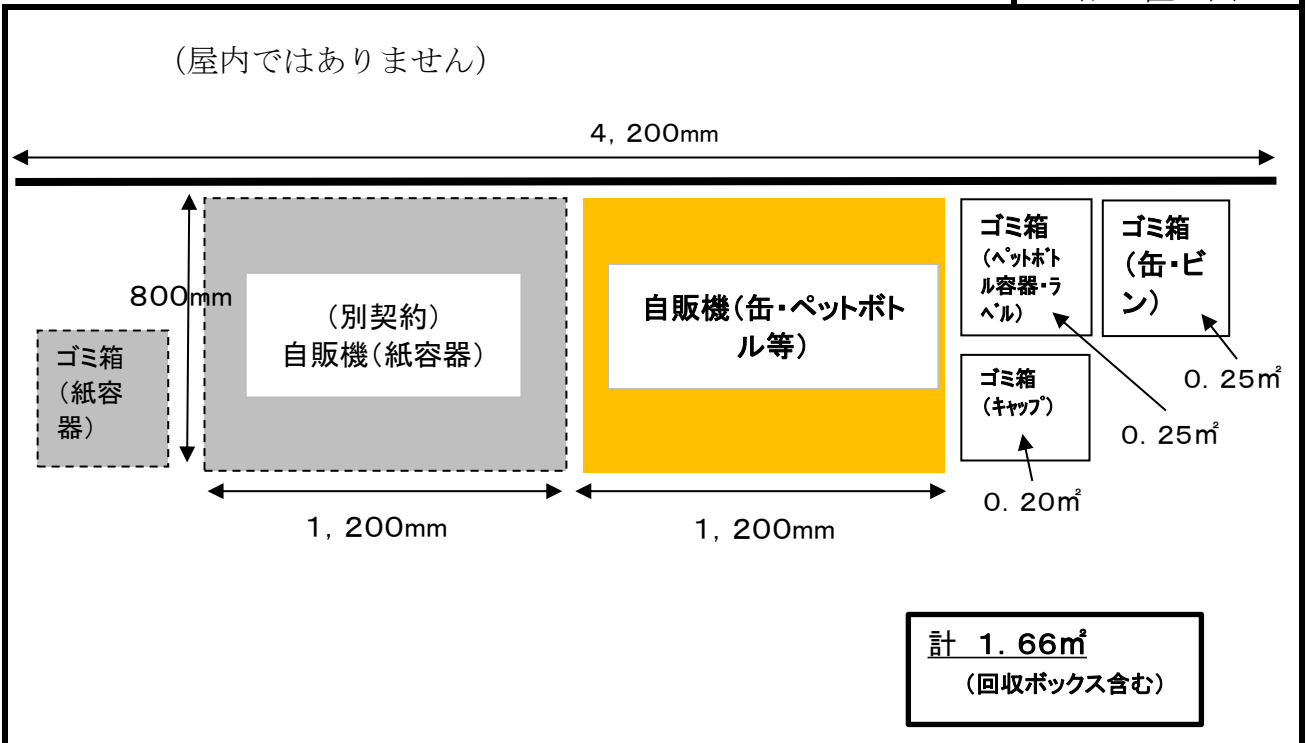 （屋内ではありません）
4，200mm
800mm
ゴミ箱
（紙容
器）
（別契約）
自販機（紙容器）
自販機（缶・ペットボト
ル等）
ゴミ箱
（ﾍﾟｯﾄﾎﾞﾄ
ﾙ容器・ラ
ﾍﾞﾙ）
ゴミ箱
（缶・ビ
ン）
ゴミ箱
（ｷｬｯﾌﾟ）
0．25㎡
0．25㎡
0．20㎡
1，200mm
1，200mm
計 1．66㎡
（回収ボックス含む）